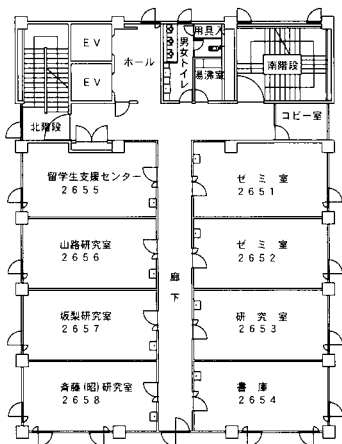 EV
EV
ホール
男女トイレ
用具入
湯沸室
南階段
北階段
コピー室
留学生支援センター
2655
ゼミ室
2651
山路研究室
2656
ゼミ室
2652
廊下
坂梨研究室
2657
研究室
2653
斉藤(昭)研究室
2658
書庫
2654